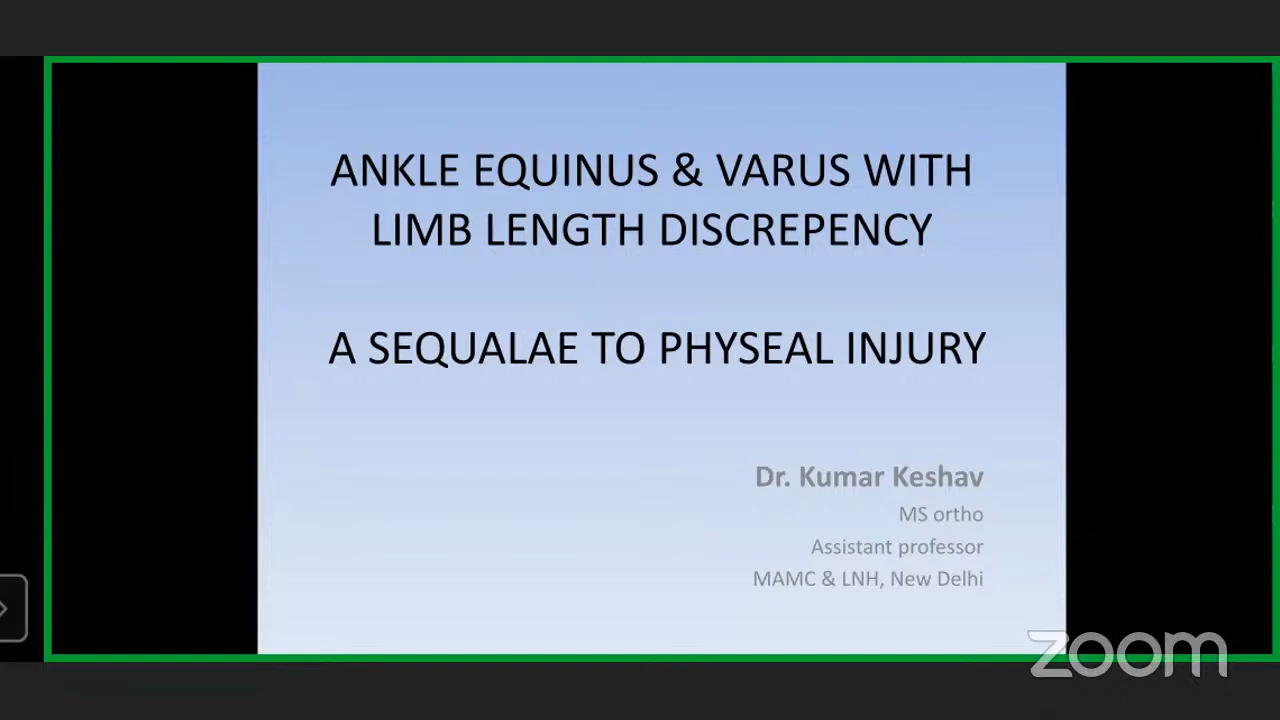 ANKLE EQUINUS & VARUS WITH
LIMB LENGTH DISCREPENCY
A SEQUALAE TO PHYSEAL INJURY
Dr. Kumar Keshav
MS ortho
Assistant professor
MAMC & LNH, New Delhi
zoom